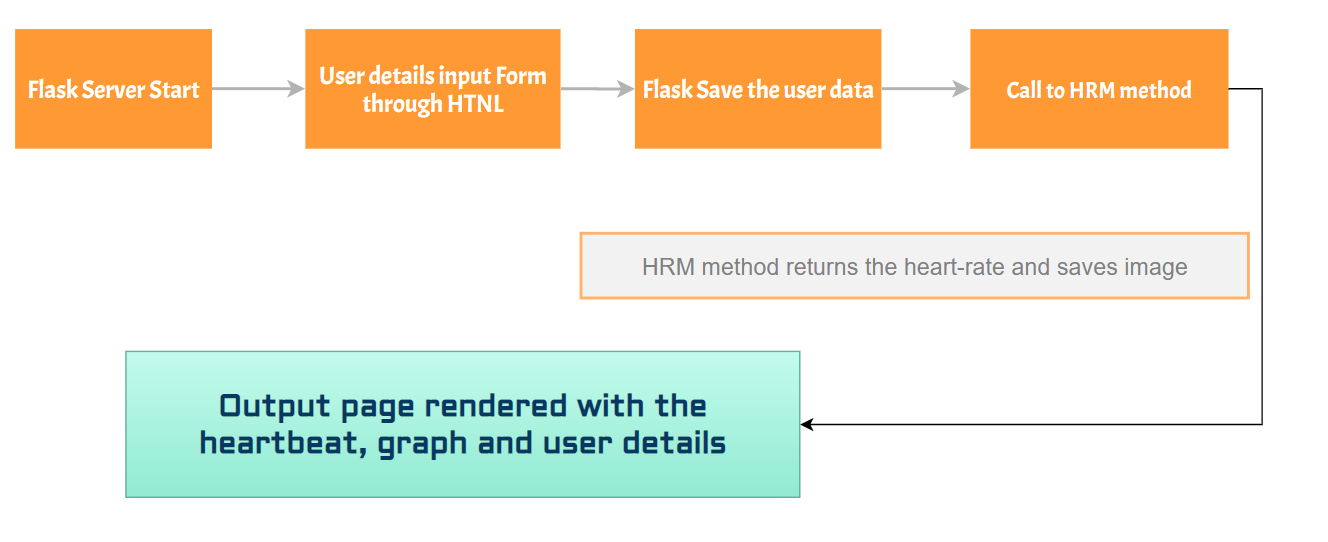 Flask Server Start
User details input Form
through HTNL
Flask Save the user data
Call to HRM method
HRM method returns the heart-rate and saves image
Output page rendered with the
heartbeat, graph and user details